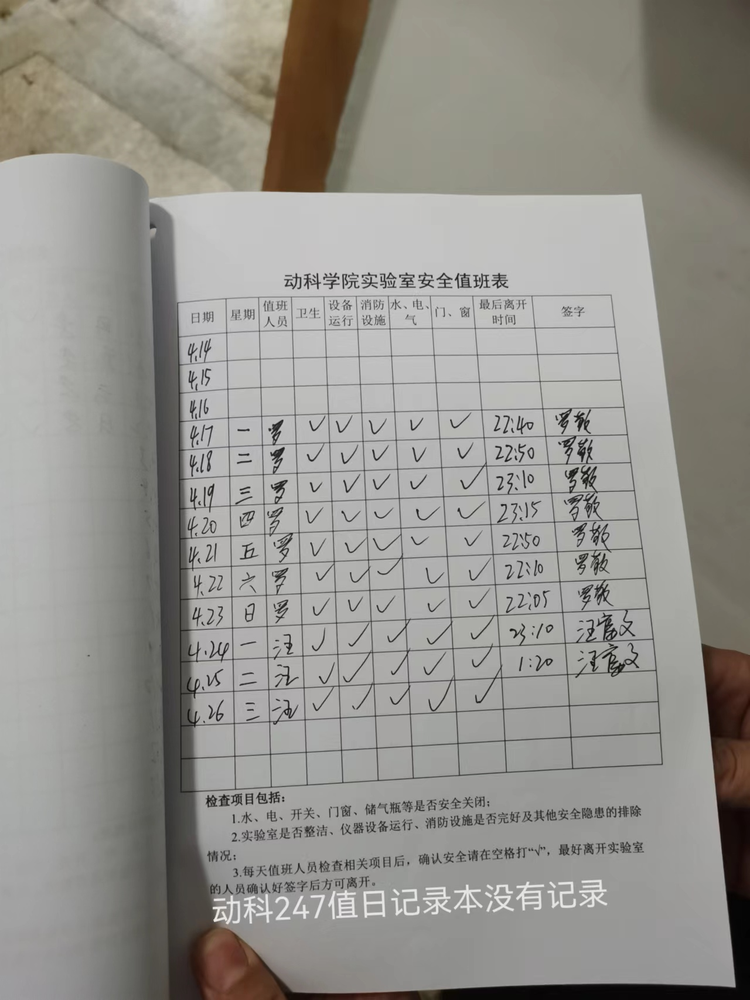 动科学院实验室安全值班表
日期 星期 值班人员 卫生 设备运行 消防设施 水、电、气 门、窗 最后离开时间 签字
4.14
4.15
4.16
4.17 一 罗 ✓ ✓ ✓ ✓ ✓ 22:40 罗敬
4.18 二 罗 ✓ ✓ ✓ ✓ ✓ 22:50 罗敬
4.19 三 罗 ✓ ✓ ✓ ✓ ✓ 23:10 罗敬
4.20 四 罗 ✓ ✓ ✓ ✓ ✓ 23:15 罗敬
4.21 五 罗 ✓ ✓ ✓ ✓ ✓ 22:50 罗敬
4.22 六 罗 ✓ ✓ ✓ ✓ ✓ 22:10 罗敬
4.23 日 罗 ✓ ✓ ✓ ✓ ✓ 22:05 罗敬
4.24 一 汪 ✓ ✓ ✓ ✓ ✓ 23:10 汪富文
4.25 二 汪 ✓ ✓ ✓ ✓ ✓ 1:20 汪富文
4.26 三 汪 ✓ ✓ ✓ ✓ ✓
检查项目包括:
1.水、电、开关、门窗、储气瓶等是否安全关闭;
2.实验室是否整洁、仪器设备运行、消防设施是否完好及其他安全隐患的排除
情况;
3.每天值班人员检查相关项目后，确认安全请在空格打“√”，最好离开实验室
的人员确认好签字后方可离开。
动科247值日记录本没有记录